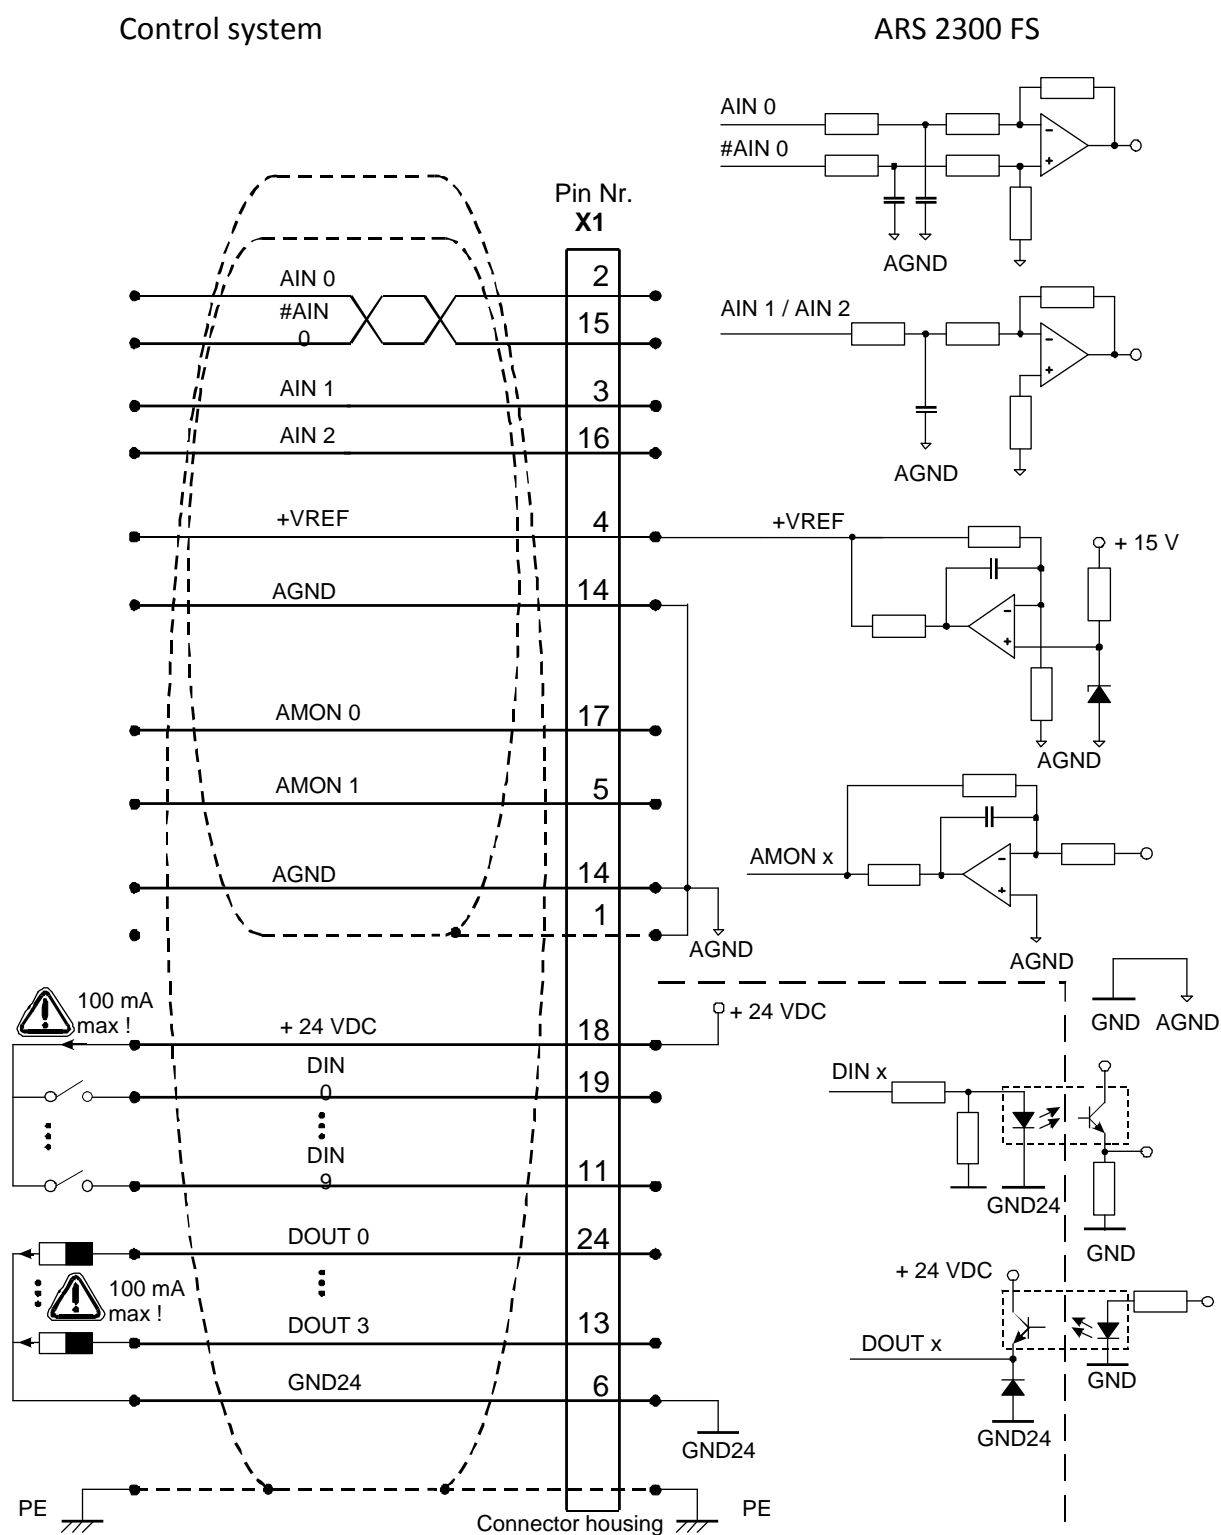 Control system
ARS 2300 FS
Pin Nr.
X1
AIN 0
2
#AIN
0
15
AIN 1
3
AIN 2
16
+VREF
4
AGND
14
AMON 0
17
AMON 1
5
AGND
14
1
AGND
100 mA
max !
+ 24 VDC
18
+ 24 VDC
DIN
0
19
DIN
9
11
DOUT 0
24
100 mA
max !
DOUT 3
13
GND24
6
GND24
PE
PE
Connector housing
AIN 0
#AIN 0
-
+
AGND
AIN 1 / AIN 2
-
+
AGND
+VREF
+ 15 V
-
+
AGND
AMON x
-
+
AGND
GND
AGND
DIN x
GND24
GND
+ 24 VDC
DOUT x
GND
GND24